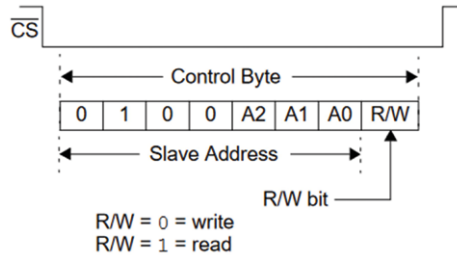 CS
Control Byte
0 1 0 0 A2 A1 A0 R/W
Slave Address
R/W bit
R/W = 0 = write
R/W = 1 = read